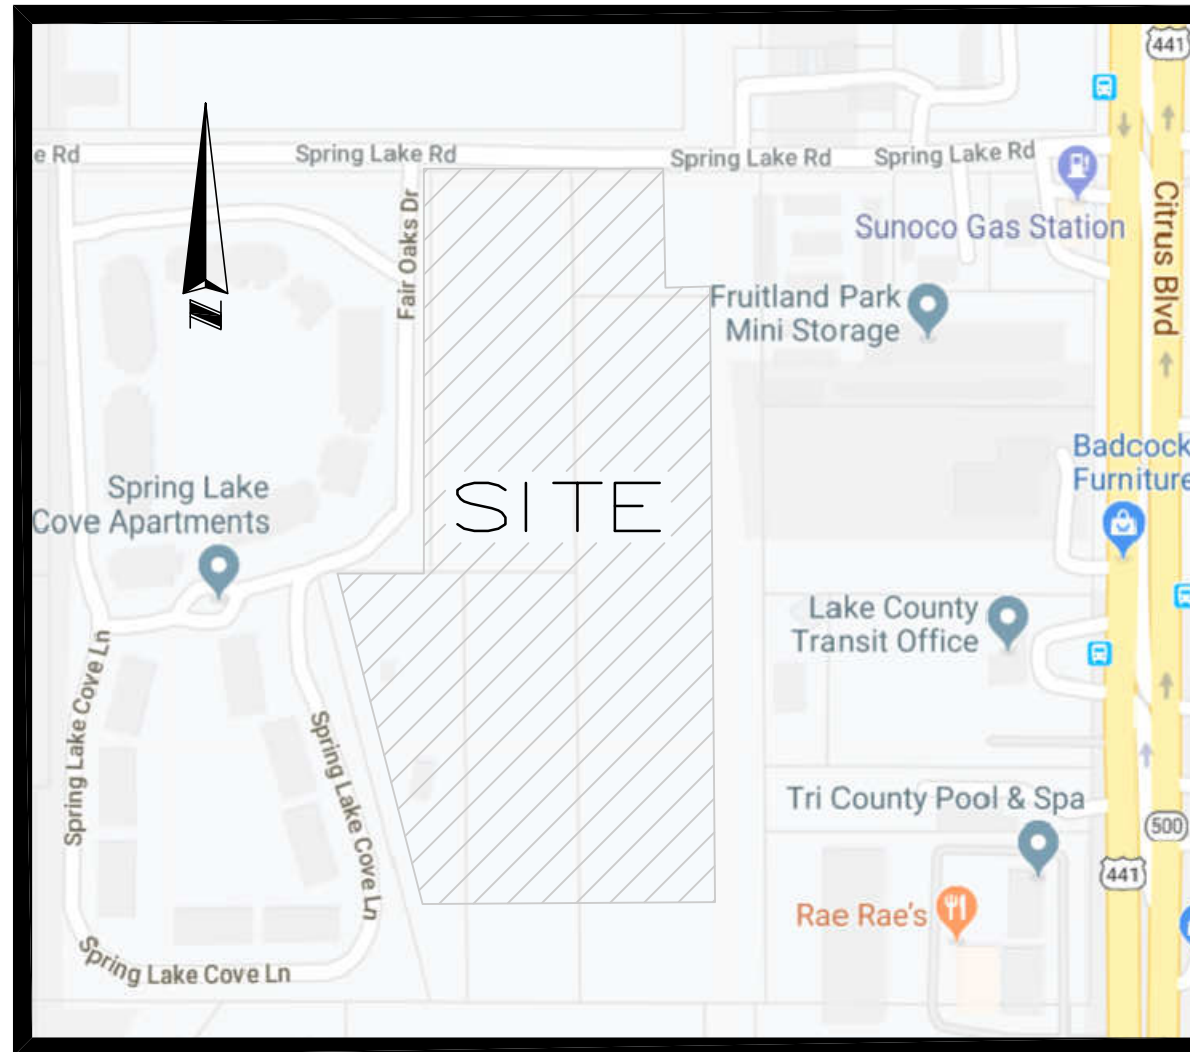 441
e Rd
Spring Lake Rd
Spring Lake Rd
Spring Lake Rd
Citrus Blvd
Fair Oaks Dr
Sunoco Gas Station
N
Fruitland Park
Mini Storage
Badcock
Furniture
SITE
Spring Lake
Cove Apartments
Lake County
Transit Office
Spring Lake Cove Ln
Spring Lake Cove Ln
Tri County Pool & Spa
500
441
Rae Rae's
Spring Lake Cove Ln